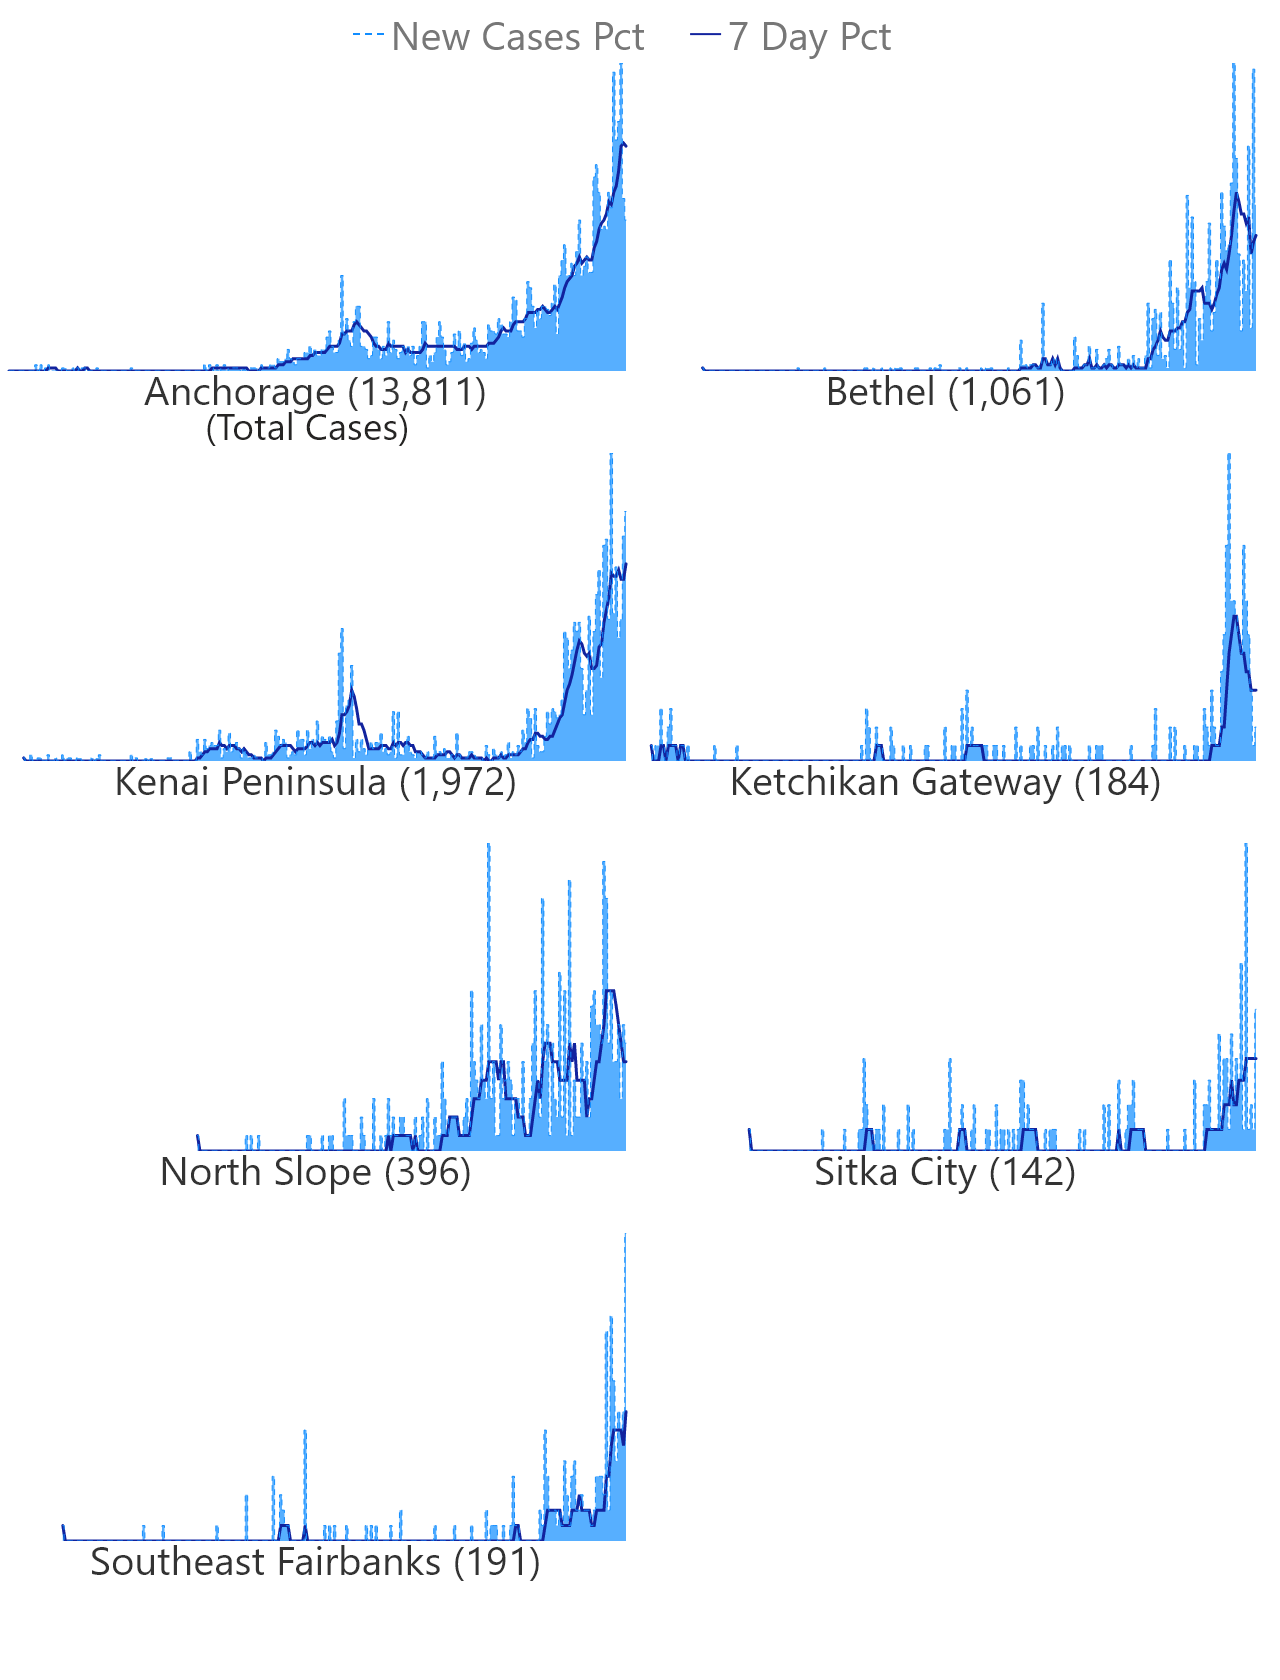 New Cases Pct 7 Day Pct
Anchorage (13,811)
(Total Cases)
Bethel (1,061)
Kenai Peninsula (1,972)
Ketchikan Gateway (184)
North Slope (396)
Sitka City (142)
Southeast Fairbanks (191)